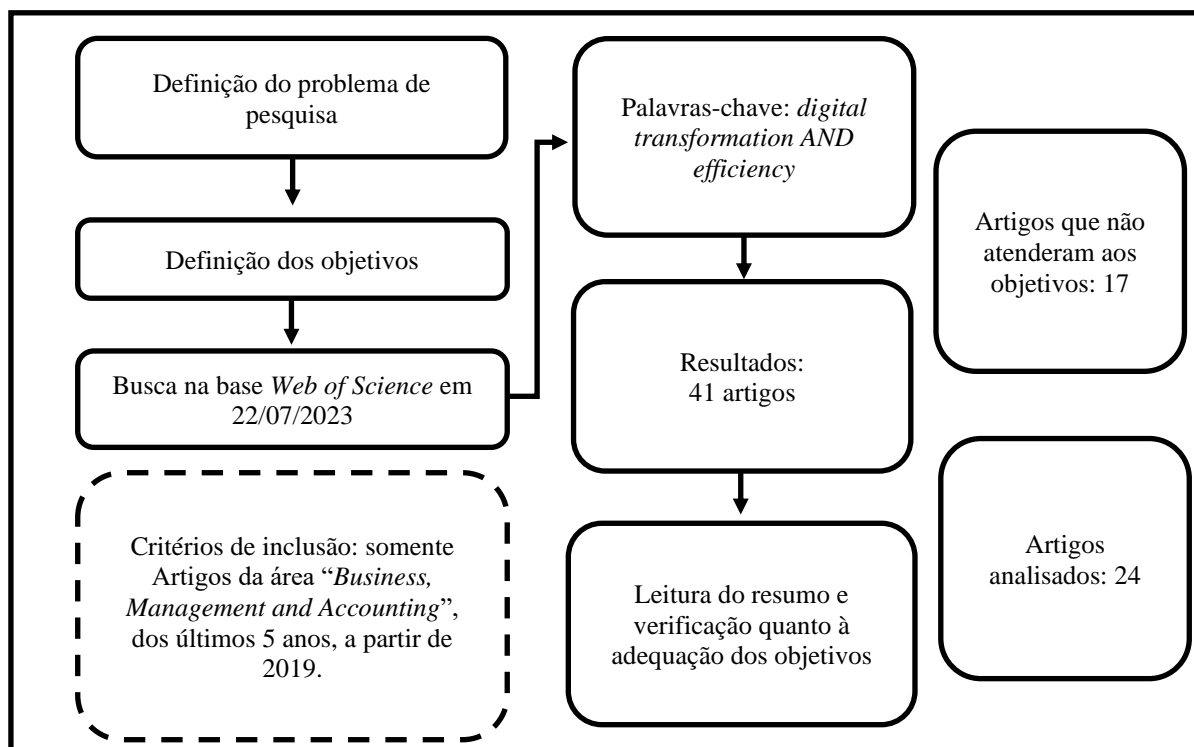 Definição do problema de
pesquisa
Definição dos objetivos
Busca na base Web of Science em
22/07/2023
Critérios de inclusão: somente
Artigos da área “Business,
Management and Accounting”,
dos últimos 5 anos, a partir de
2019.
Palavras-chave: digital
transformation AND
efficiency
Resultados:
41 artigos
Leitura do resumo e
verificação quanto à
adequação dos objetivos
Artigos que não
atenderam aos
objetivos: 17
Artigos
analisados: 24